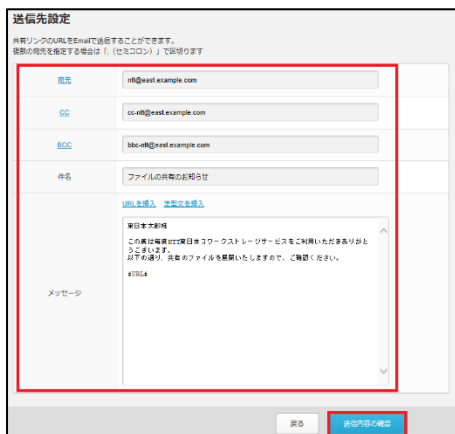 送信先設定
共有リンクのURLをEmailで送信することができます。
複数の宛先を指定する場合は「;（セミコロン）」で区切ります
宛先
ntt@east.example.com
CC
cc-ntt@east.example.com
BCC
bbc-ntt@east.example.com
件名
ファイルの共有のお知らせ
URLを挿入 定型文を挿入
メッセージ
東日本太郎様
この度は毎度NTT東日本コワークストレージサービスをご利用いただきありがと
うございます。
以下の通り、共有のファイルを展開いたしますので、ご確認ください。
#URL#
戻る 送信内容の確認